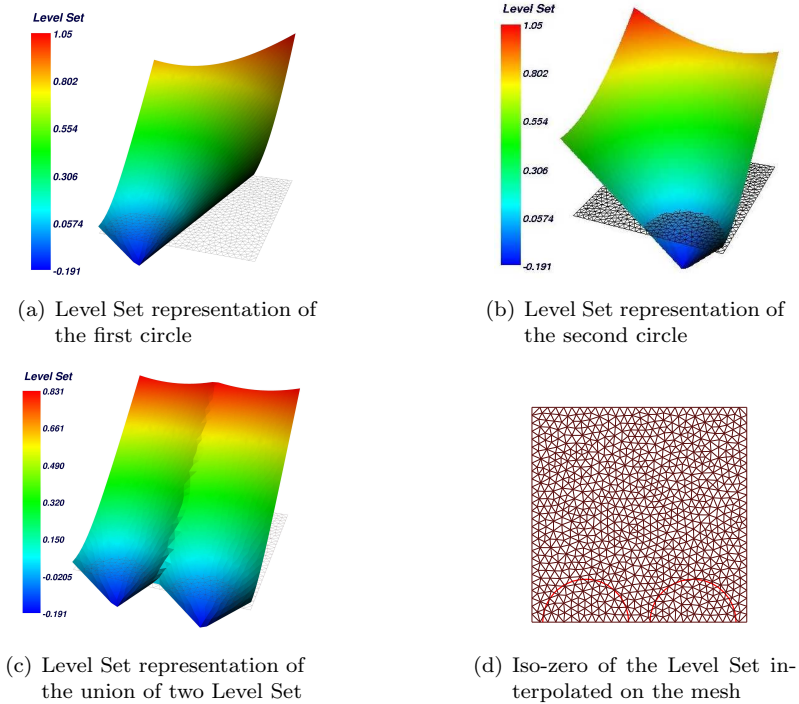 Level Set
1.05
0.802
0.554
0.306
0.0574
-0.191
(a) Level Set representation of
the first circle
Level Set
1.05
0.802
0.554
0.306
0.0574
-0.191
(b) Level Set representation of
the second circle
Level Set
0.831
0.661
0.490
0.320
0.150
-0.0205
-0.191
(c) Level Set representation of
the union of two Level Set
(d) Iso-zero of the Level Set in-
terpolated on the mesh